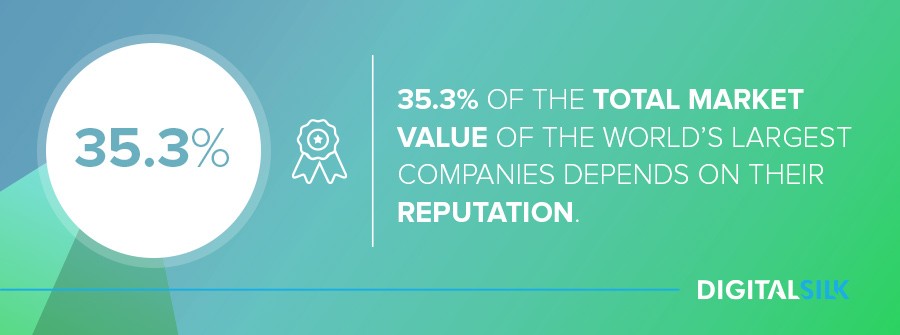 35.3%
35.3% OF THE TOTAL MARKET
VALUE OF THE WORLD'S LARGEST
COMPANIES DEPENDS ON THEIR
REPUTATION.
DIGITALSILK